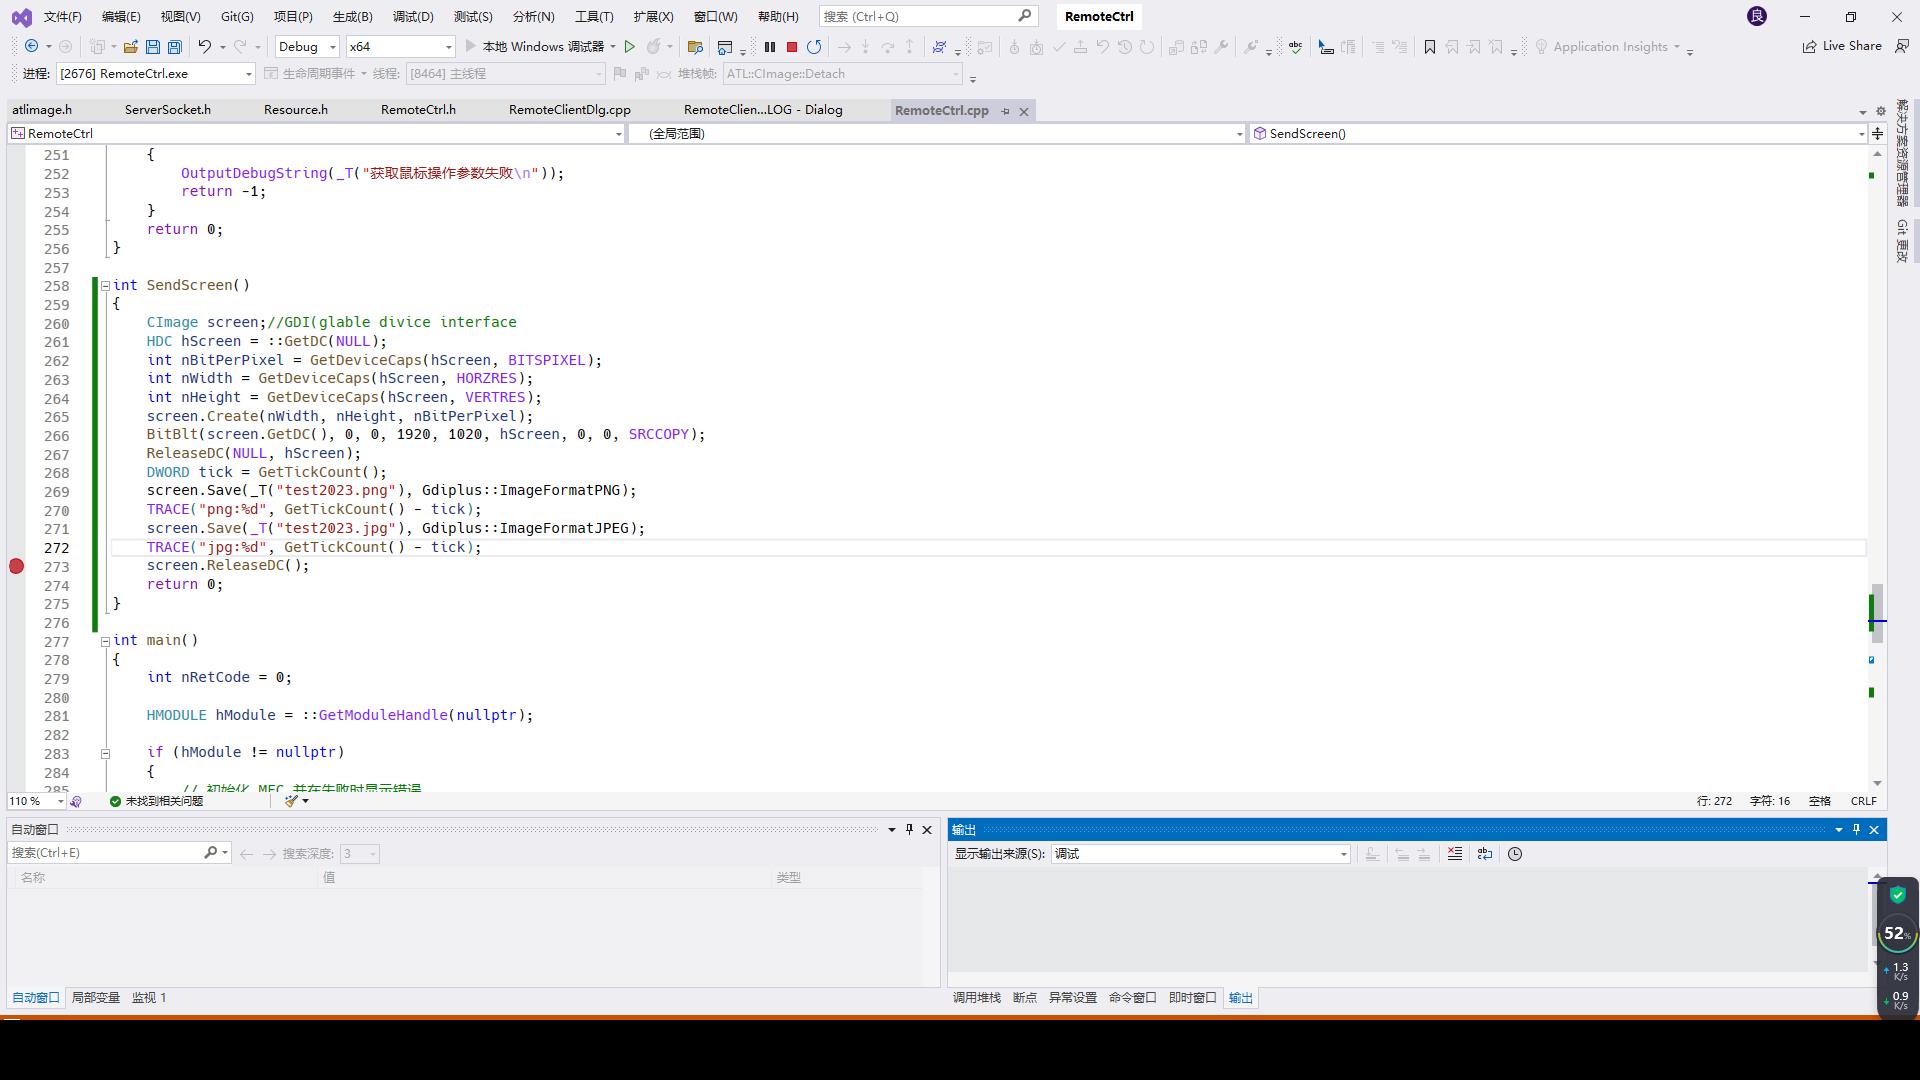 文件(F) 编辑(E) 视图(V) Git(G) 项目(P) 生成(B) 调试(D) 测试(S) 分析(N) 工具(T) 扩展(X) 窗口(W) 帮助(H) 搜索 (Ctrl+Q) RemoteCtrl 良
Debug x64 本地 Windows 调试器 Application Insights Live Share
进程: [2676] RemoteCtrl.exe 生命周期事件 线程: [8464] 主线程 堆栈帧: ATL::CImage::Detach
atlimage.h ServerSocket.h Resource.h RemoteCtrl.h RemoteClientDlg.cpp RemoteClien...LOG - Dialog RemoteCtrl.cpp
RemoteCtrl (全局范围) SendScreen()
251 {
252 OutputDebugString(_T("获取鼠标操作参数失败\n"));
253 return -1;
254 }
255 return 0;
256 }
257
258 int SendScreen()
259 {
260 CImage screen;//GDI(glable divice interface
261 HDC hScreen = ::GetDC(NULL);
262 int nBitPerPixel = GetDeviceCaps(hScreen, BITSPIXEL);
263 int nWidth = GetDeviceCaps(hScreen, HORZRES);
264 int nHeight = GetDeviceCaps(hScreen, VERTRES);
265 screen.Create(nWidth, nHeight, nBitPerPixel);
266 BitBlt(screen.GetDC(), 0, 0, 1920, 1020, hScreen, 0, 0, SRCCOPY);
267 ReleaseDC(NULL, hScreen);
268 DWORD tick = GetTickCount();
269 screen.Save(_T("test2023.png"), Gdiplus::ImageFormatPNG);
270 TRACE("png:%d", GetTickCount() - tick);
271 screen.Save(_T("test2023.jpg"), Gdiplus::ImageFormatJPEG);
272 TRACE("jpg:%d", GetTickCount() - tick);
273 screen.ReleaseDC();
274 return 0;
275 }
276
277 int main()
278 {
279 int nRetCode = 0;
280
281 HMODULE hModule = ::GetModuleHandle(nullptr);
282
283 if (hModule != nullptr)
284 {
285 // 初始化 MFC 并在失败时显示错误
解决方案资源管理器
Git 更改
110 % 未找到相关问题 行: 272 字符: 16 空格 CRLF
自动窗口
搜索(Ctrl+E) 搜索深度: 3
名称 值 类型
自动窗口 局部变量 监视 1
输出
显示输出来源(S): 调试
调用堆栈 断点 异常设置 命令窗口 即时窗口 输出
52%
1.3
K/s
0.9
K/s